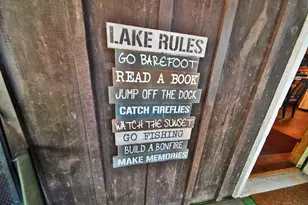 LAKE RULES
GO BAREFOOT
READ A BOOK
JUMP OFF THE DOCK
CATCH FIREFLIES
WATCH THE SUNSET
GO FISHING
BUILD A BONFIRE
MAKE MEMORIES